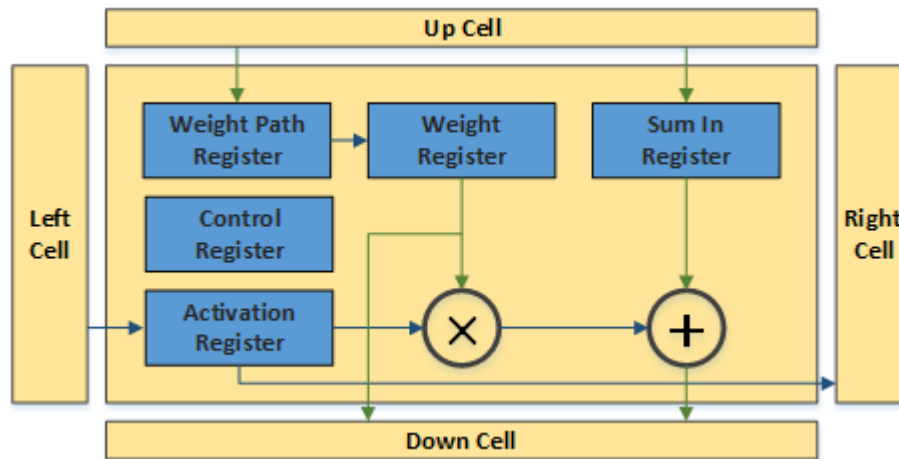 Up Cell
Weight Path
Register
Weight
Register
Sum In
Register
Left
Cell
Control
Register
Right
Cell
Activation
Register
×
+
Down Cell